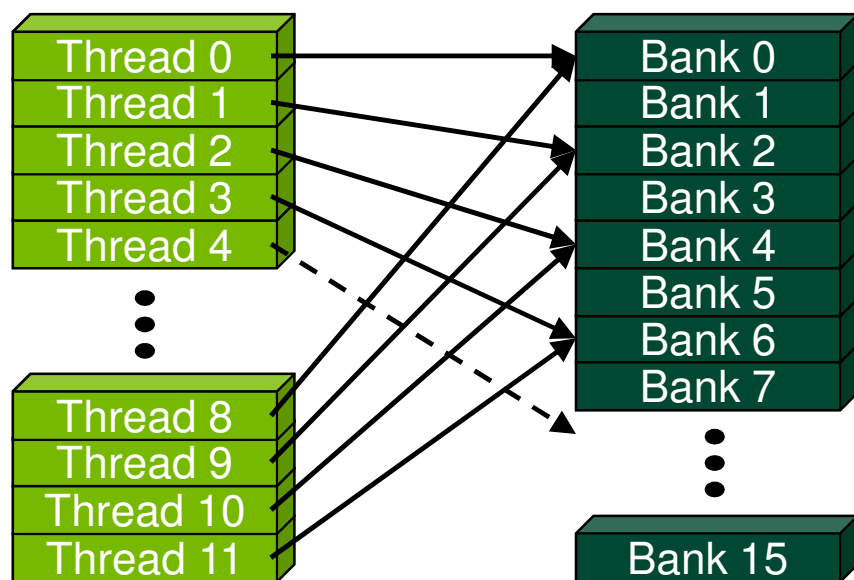 Thread 0
Thread 1
Thread 2
Thread 3
Thread 4
Thread 8
Thread 9
Thread 10
Thread 11
Bank 0
Bank 1
Bank 2
Bank 3
Bank 4
Bank 5
Bank 6
Bank 7
Bank 15